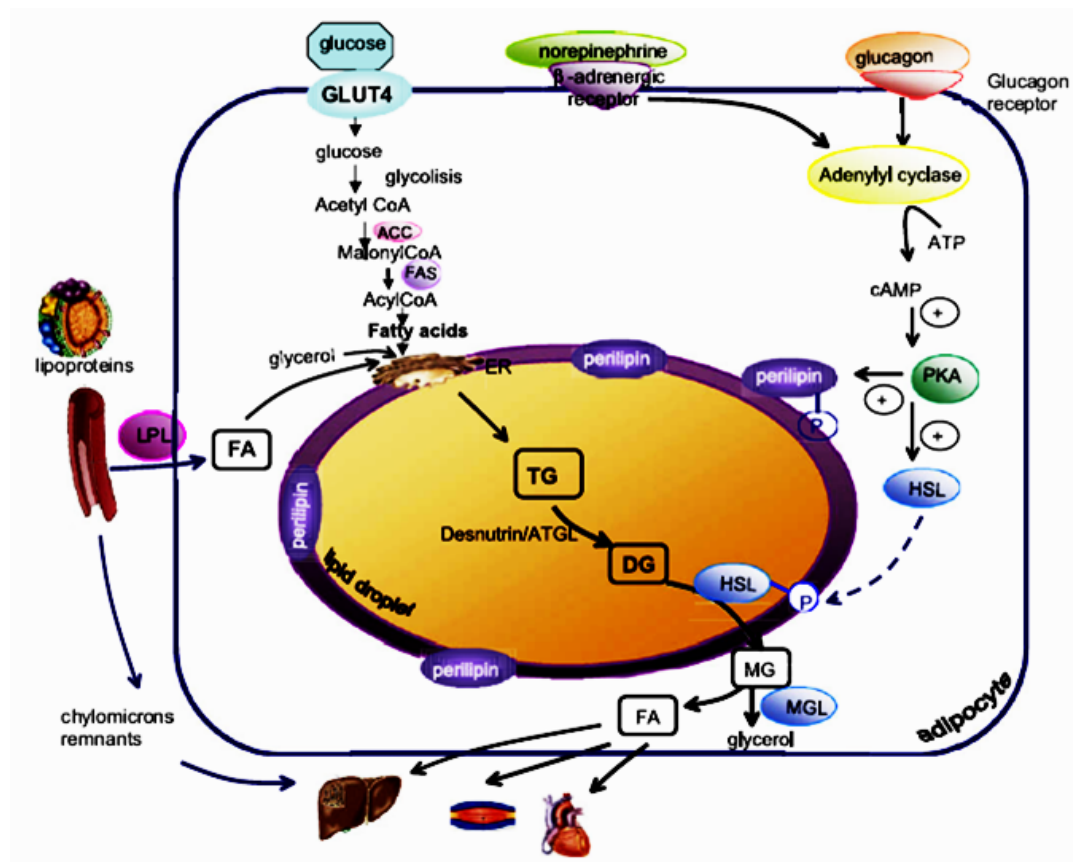 glucose
GLUT4
glucose
glycolisis
Acetyl CoA
ACC
MalonylCoA
FAS
AcylCoA
Fatty acids
glycerol
ER
norepinephrine
β-adrenergic
receptor
glucagon
Glucagon
receptor
Adenylyl cyclase
ATP
cAMP
+
PKA
+
+
HSL
perilipin
perilipin
P
lipoproteins
LPL
FA
TG
Desnutrin/ATGL
DG
HSL
P
perilipin
lipid droplet
perilipin
MG
MGL
glycerol
FA
adipocyte
chylomicrons
remnants